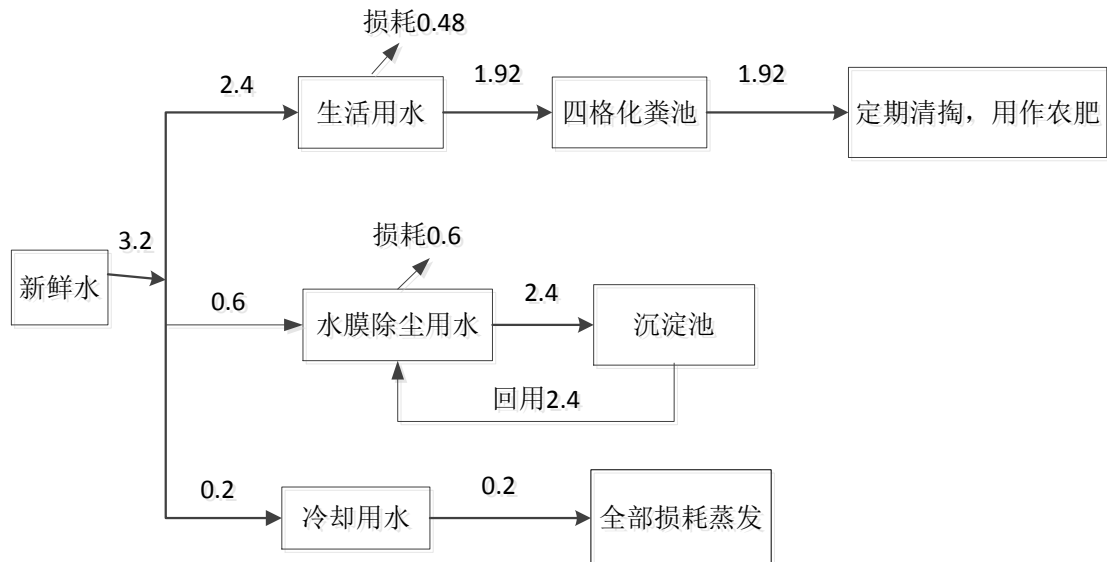 损耗0.48
2.4
生活用水
1.92
四格化粪池
1.92
定期清掏，用作农肥
新鲜水
3.2
损耗0.6
0.6
水膜除尘用水
2.4
沉淀池
回用2.4
0.2
冷却用水
0.2
全部损耗蒸发